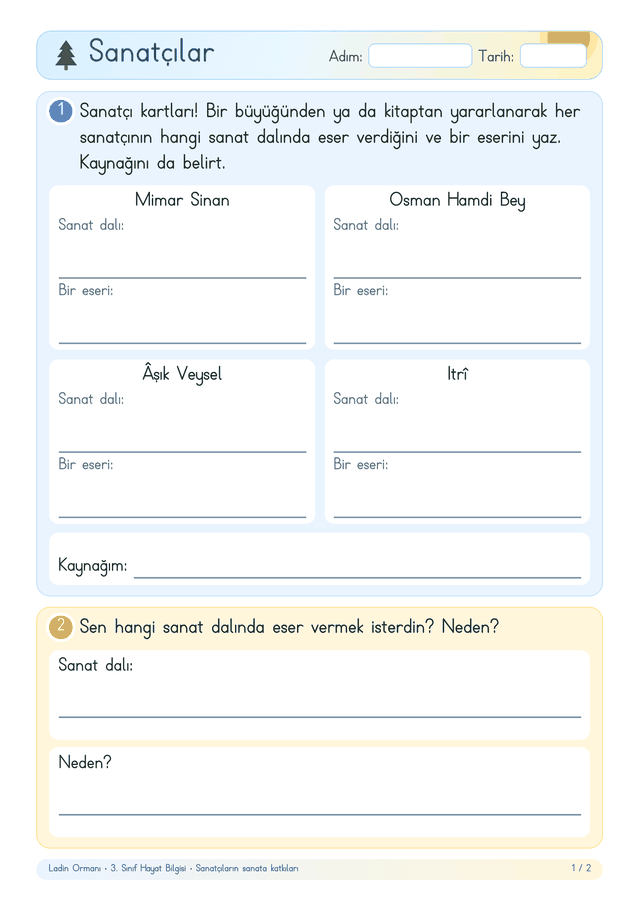 Sanatçılar
Adım:
Tarih:
1 Sanatçı kartları! Bir büyüğünden ya da kitaptan yararlanarak her
sanatçının hangi sanat dalında eser verdiğini ve bir eserini yaz.
Kaynağını da belirt.
Mimar Sinan
Sanat dalı:
Bir eseri:
Osman Hamdi Bey
Sanat dalı:
Bir eseri:
Âşık Veysel
Sanat dalı:
Bir eseri:
Itrî
Sanat dalı:
Bir eseri:
Kaynağım:
2 Sen hangi sanat dalında eser vermek isterdin? Neden?
Sanat dalı:
Neden?
Ladin Ormanı • 3. Sınıf Hayat Bilgisi • Sanatçıların sanata katkıları
1 / 2